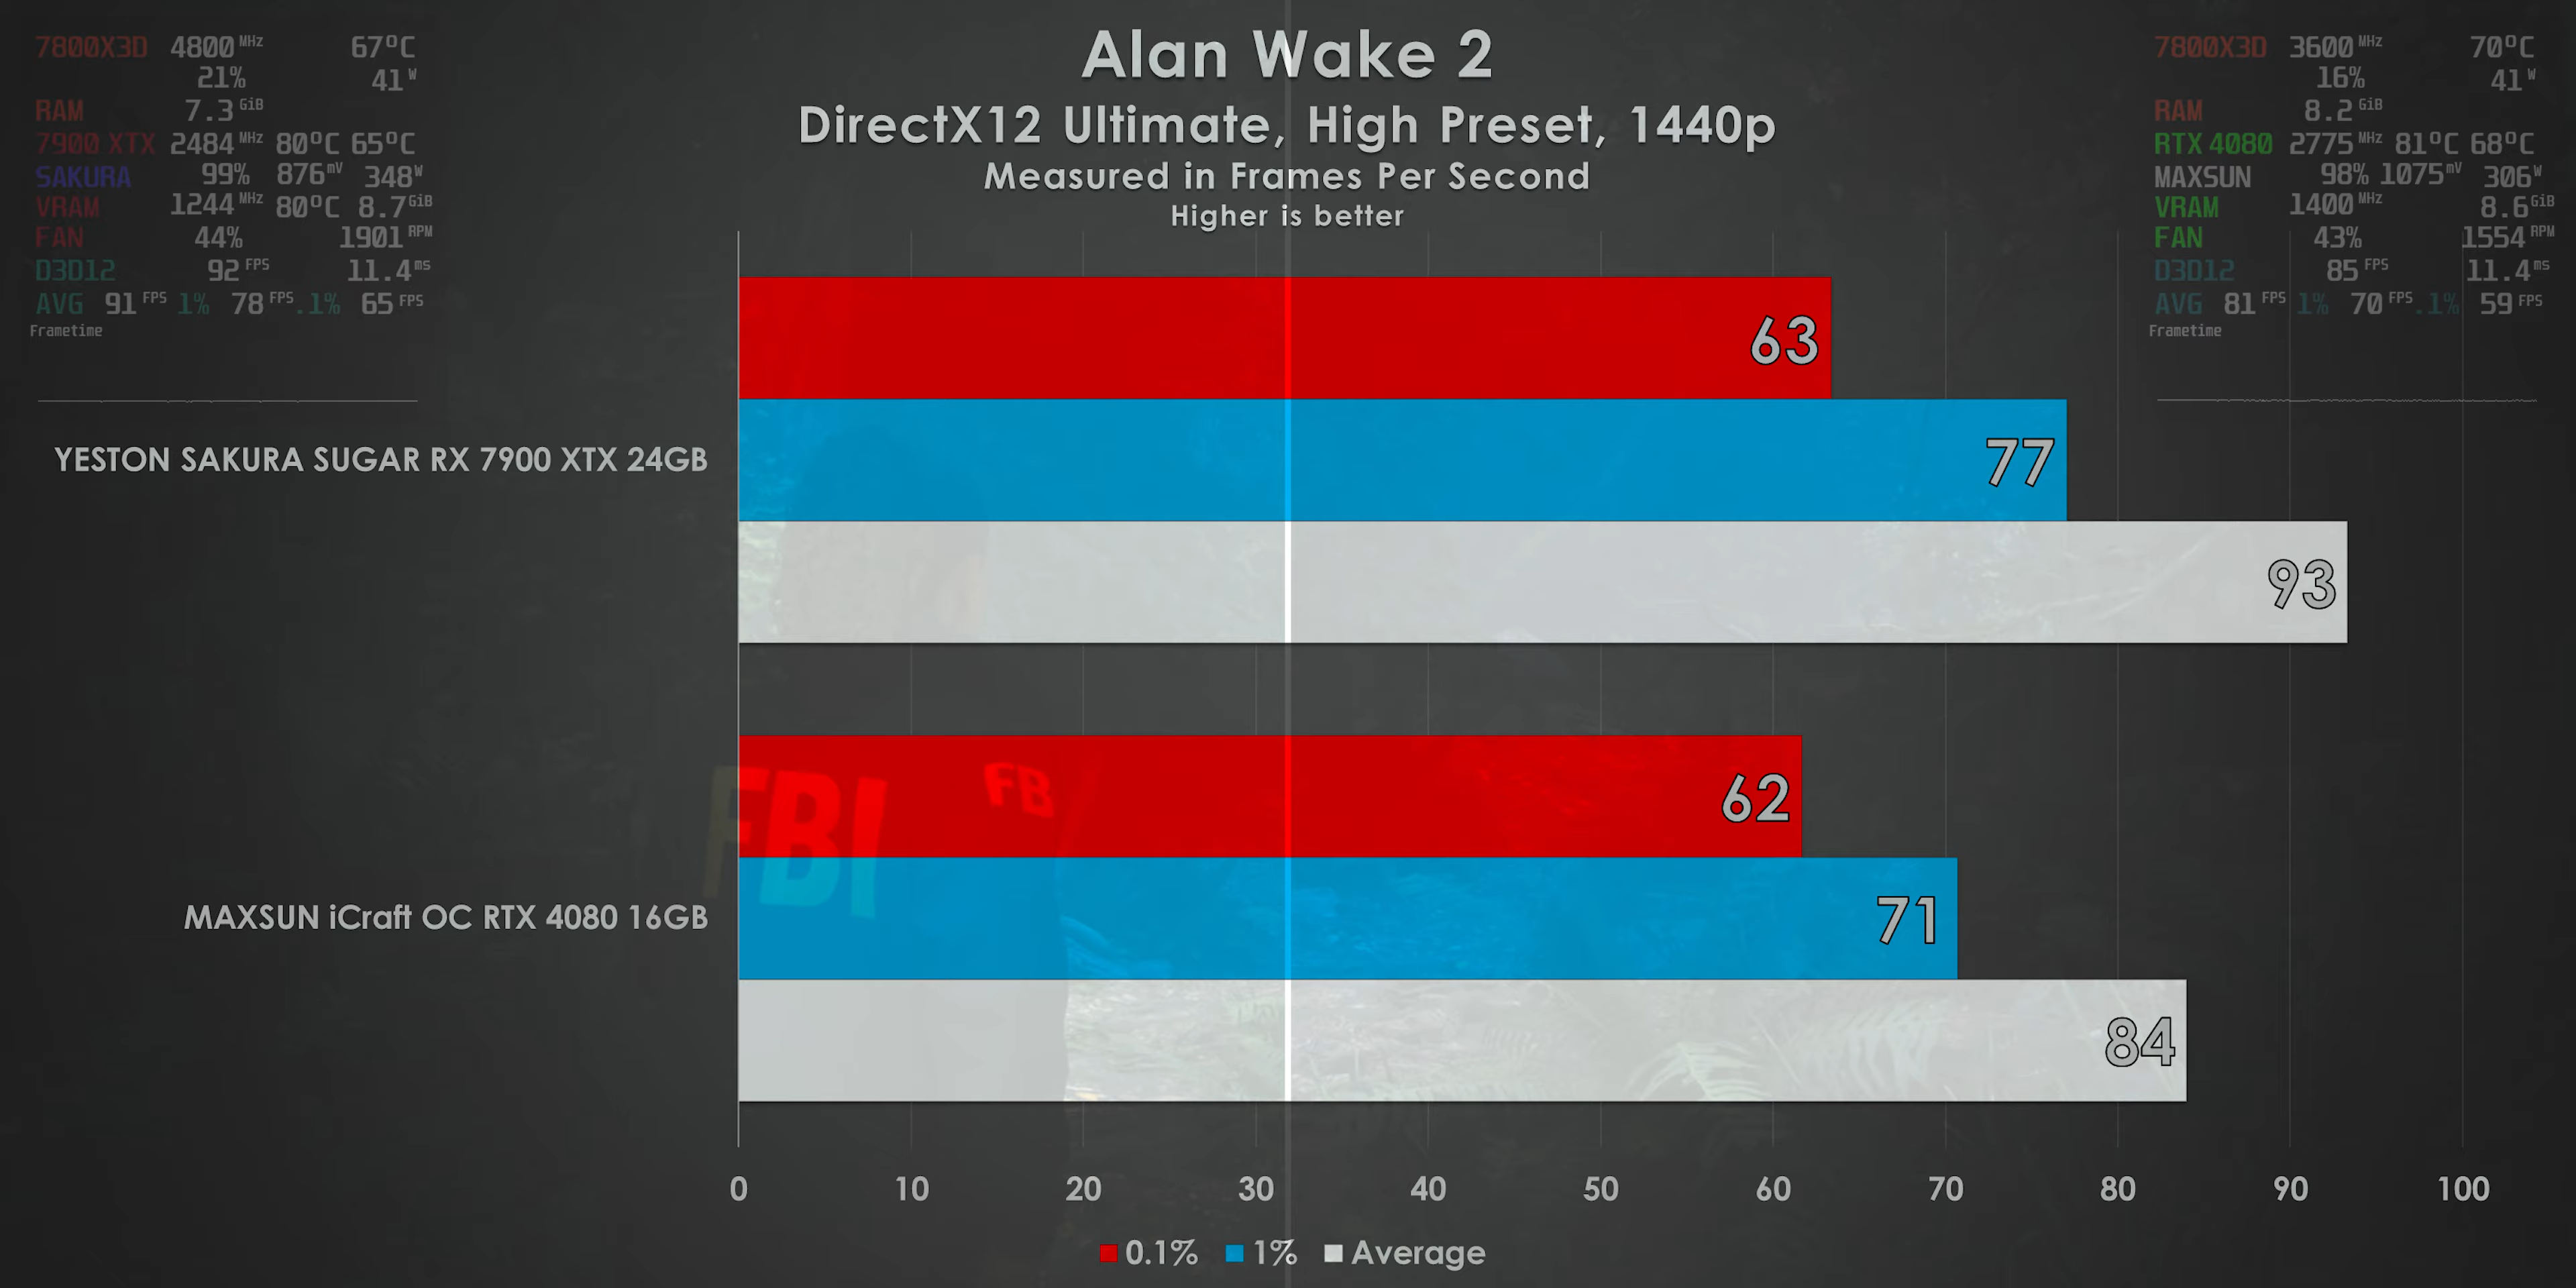 Alan Wake 2
DirectX12 Ultimate, High Preset, 1440p
Measured in Frames Per Second
Higher is better
7800X3D 4800 MHz 67°C
21% 41 W
RAM 7.3 GiB
7900 XTX 2484 MHz 80°C 65°C
SAKURA 99% 876 mV 348 W
VRAM 1244 MHz 80°C 8.7 GiB
FAN 44% 1901 RPM
D3D12 92 FPS 11.4 ms
AVG 91 FPS 1% 78 FPS .1% 65 FPS
Frametime
7800X3D 3600 MHz 70°C
16% 41 W
RAM 8.2 GiB
RTX 4080 2775 MHz 81°C 68°C
MAXSUN 98% 1075 mV 306 W
VRAM 1400 MHz 8.6 GiB
FAN 43% 1554 RPM
D3D12 85 FPS 11.4 ms
AVG 81 FPS 1% 70 FPS .1% 59 FPS
Frametime
63
YESTON SAKURA SUGAR RX 7900 XTX 24GB
77
93
62
FBI
FB
MAXSUN iCraft OC RTX 4080 16GB
71
84
0 10 20 30 40 50 60 70 80 90 100
0.1% 1% Average